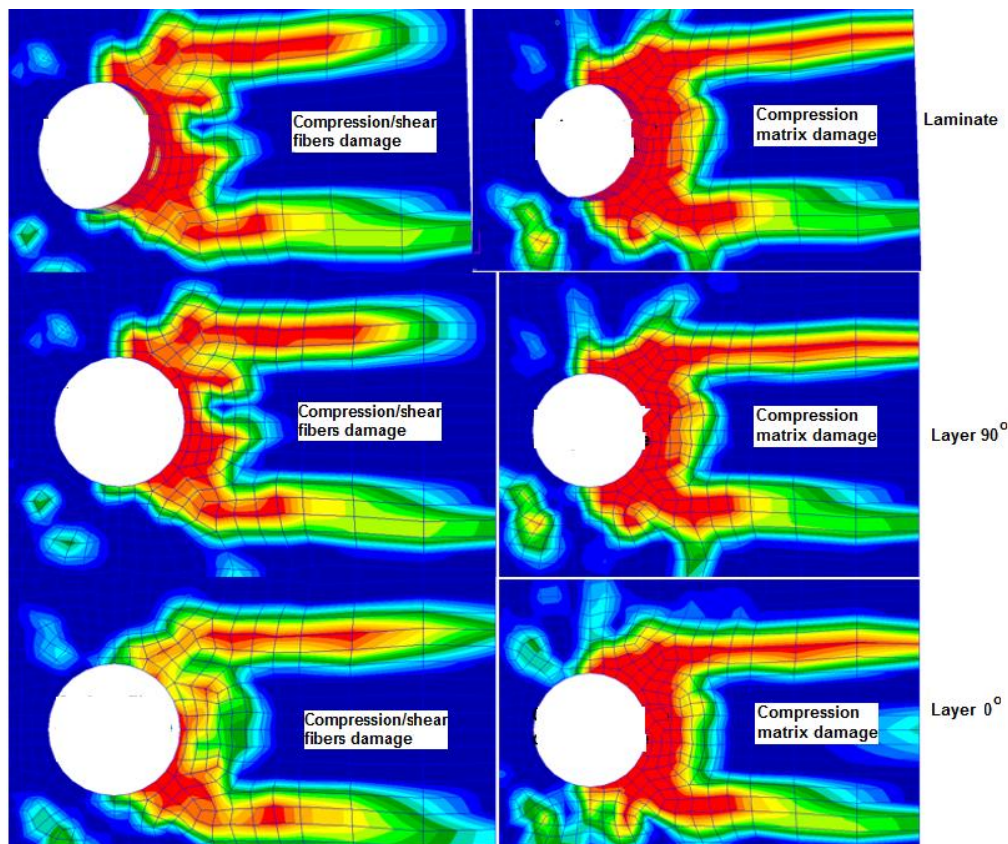 Compression/shear
fibers damage
Compression
matrix damage
Laminate
Compression/shear
fibers damage
Compression
matrix damage
Layer 90°
Compression/shear
fibers damage
Compression
matrix damage
Layer 0°